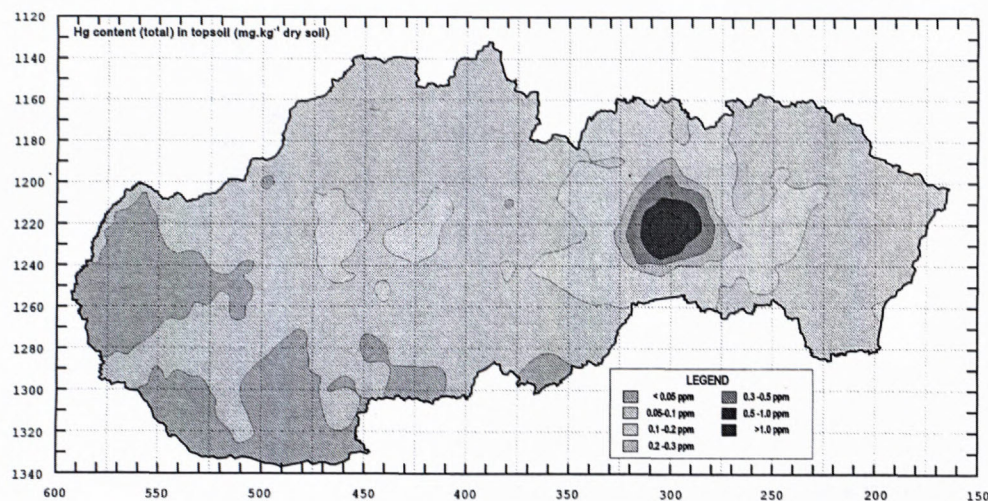 1120
Hg content (total) in topsoil (mg.kg⁻¹ dry soil)
1140
1160
1180
1200
1220
1240
1260
1280
1300
1320
1340
LEGEND
< 0.05 ppm
0.05-0.1 ppm
0.1 -0.2 ppm
0.2 -0.3 ppm
0.3 -0.5 ppm
0.5 -1.0 ppm
>1.0 ppm
600 550 500 450 400 350 300 250 200 150